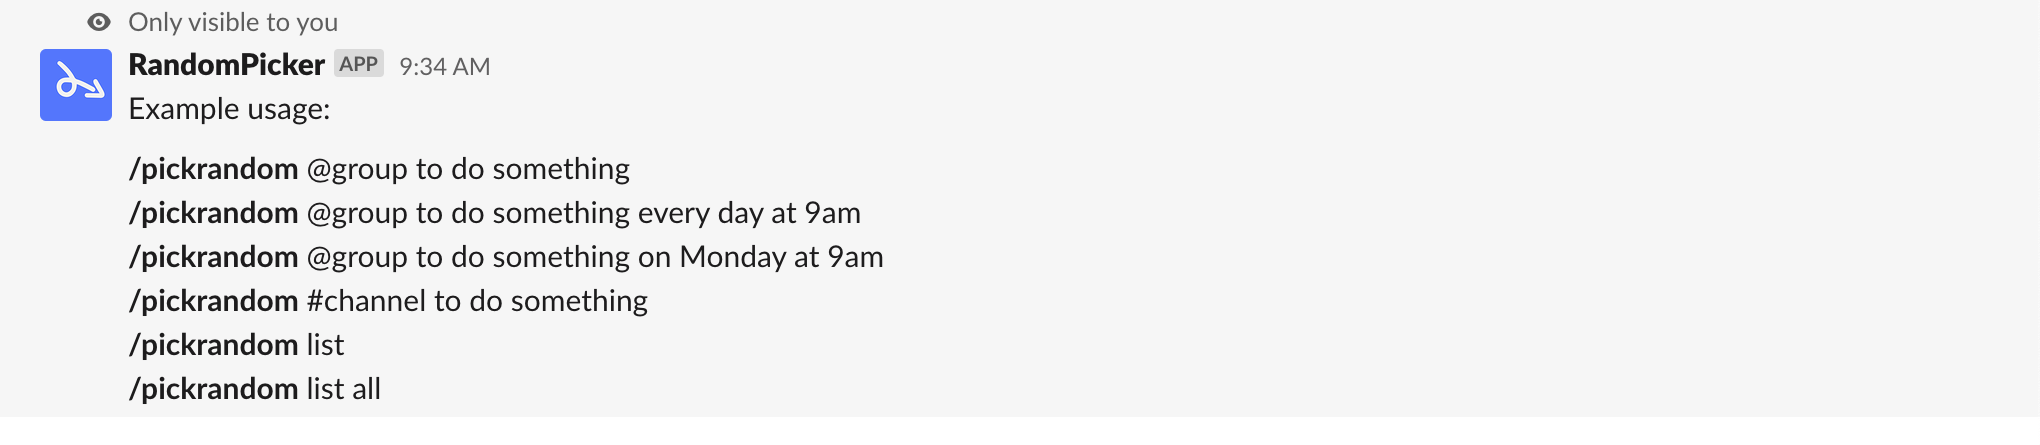 Only visible to you
RandomPicker APP 9:34 AM
Example usage:
/pickrandom @group to do something
/pickrandom @group to do something every day at 9am
/pickrandom @group to do something on Monday at 9am
/pickrandom #channel to do something
/pickrandom list
/pickrandom list all